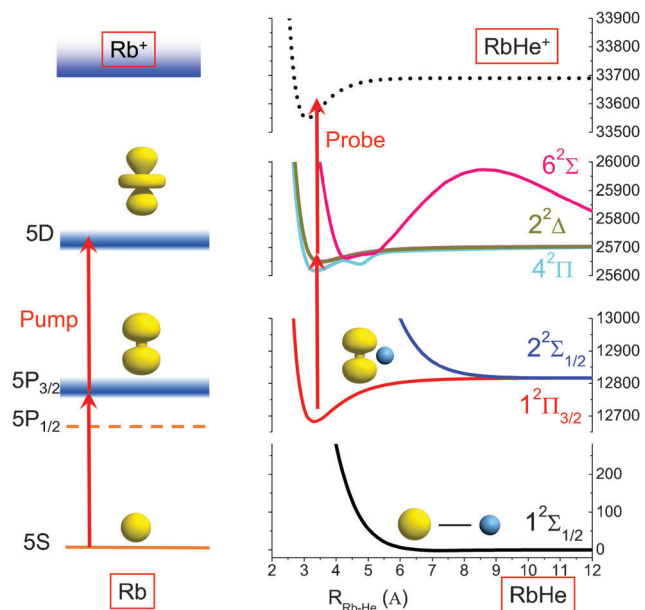 Rb⁺
5D
Pump
5P₃/₂
5P₁/₂
5S
Rb
RbHe⁺
Probe
6²Σ
2²Δ
4²Π
2²Σ₁/₂
1²Π₃/₂
1²Σ₁/₂
33900
33800
33700
33600
33500
26000
25900
25800
25700
25600
13000
12900
12800
12700
200
100
0
2 3 4 5 6 7 8 9 10 11 12
R_Rb-He (A)
RbHe